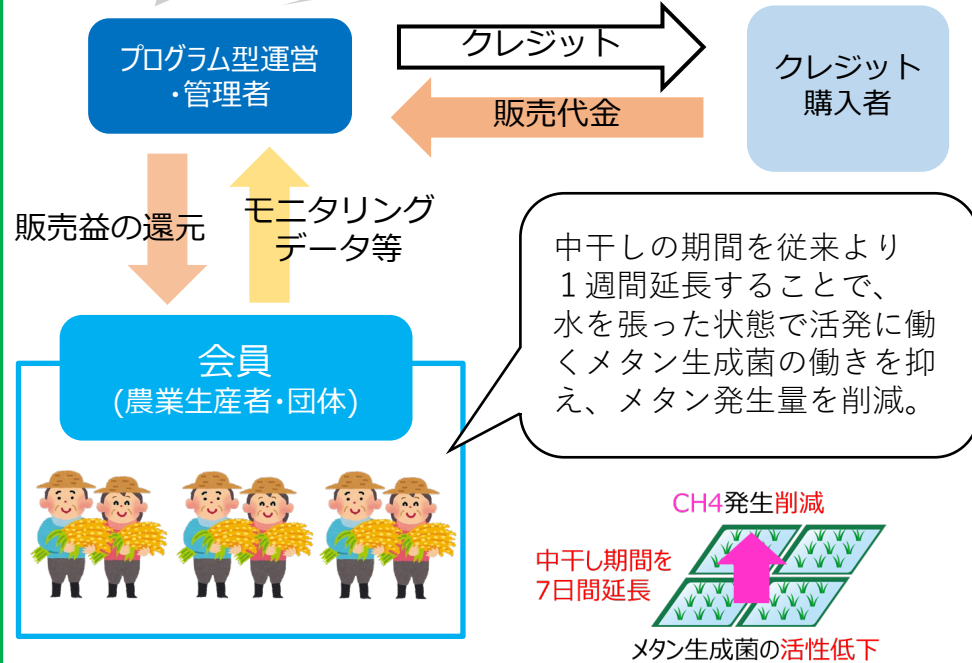 プログラム型運営
・管理者
クレジット
販売代金
クレジット
購入者
販売益の還元
モニタリング
データ等
会員
(農業生産者・団体)
中干しの期間を従来より
１週間延長することで、
水を張った状態で活発に働
くメタン生成菌の働きを抑
え、メタン発生量を削減。
CH4発生削減
中干し期間を
7日間延長
メタン生成菌の活性低下